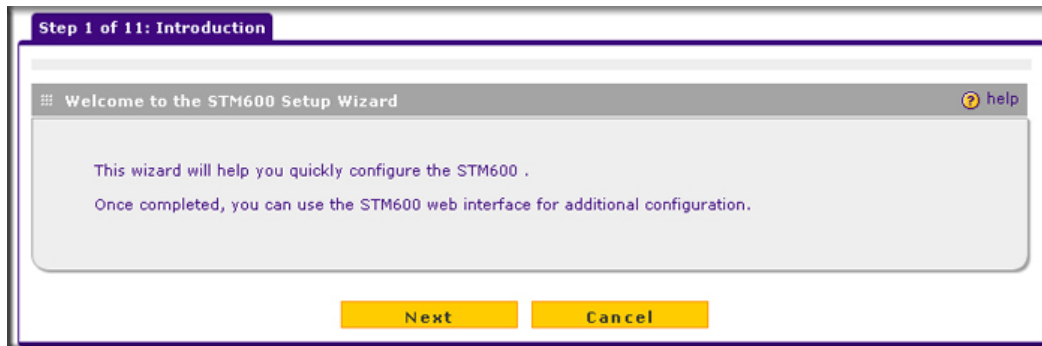 Step 1 of 11: Introduction
Welcome to the STM600 Setup Wizard
help
This wizard will help you quickly configure the STM600 .
Once completed, you can use the STM600 web interface for additional configuration.
Next
Cancel